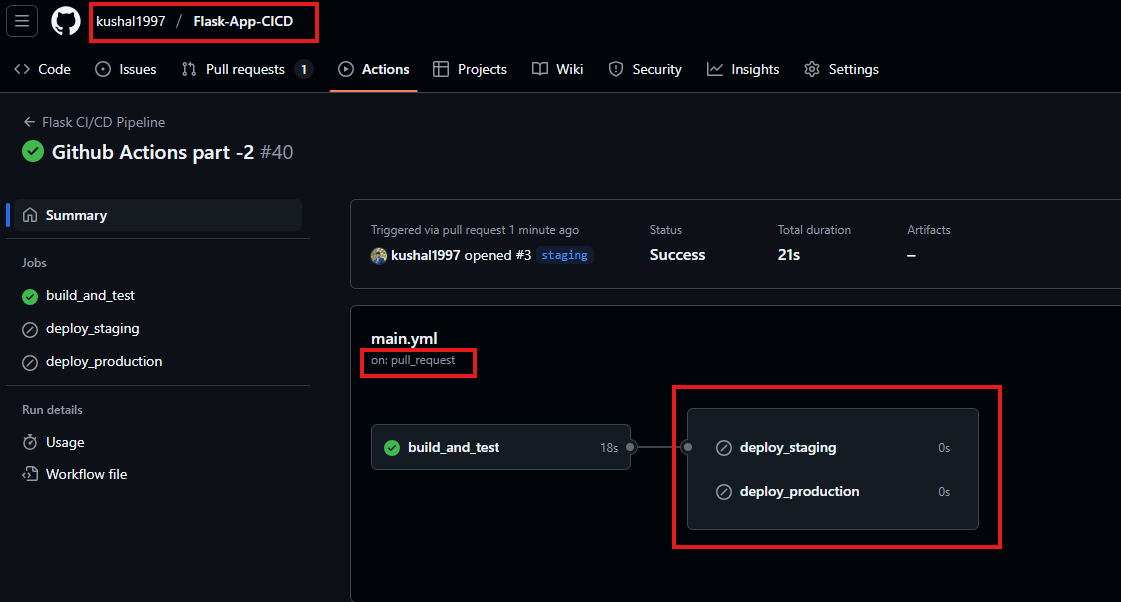 kushal1997 / Flask-App-CICD
Code Issues Pull requests 1 Actions Projects Wiki Security Insights Settings
Flask CI/CD Pipeline
Github Actions part -2 #40
Summary
Jobs
build_and_test
deploy_staging
deploy_production
Run details
Usage
Workflow file
Triggered via pull request 1 minute ago
kushal1997 opened #3 staging
Status
Success
Total duration
21s
Artifacts
–
main.yml
on: pull_request
build_and_test 18s
deploy_staging 0s
deploy_production 0s